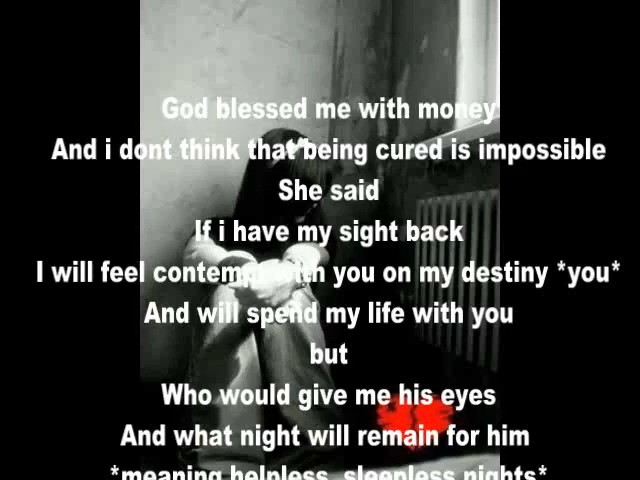 God blessed me with money
And i dont think that being cured is impossible
She said
If i have my sight back
I will feel contempt with you on my destiny *you*
And will spend my life with you
but
Who would give me his eyes
And what night will remain for him
*meaning helpless, sleepless nights*